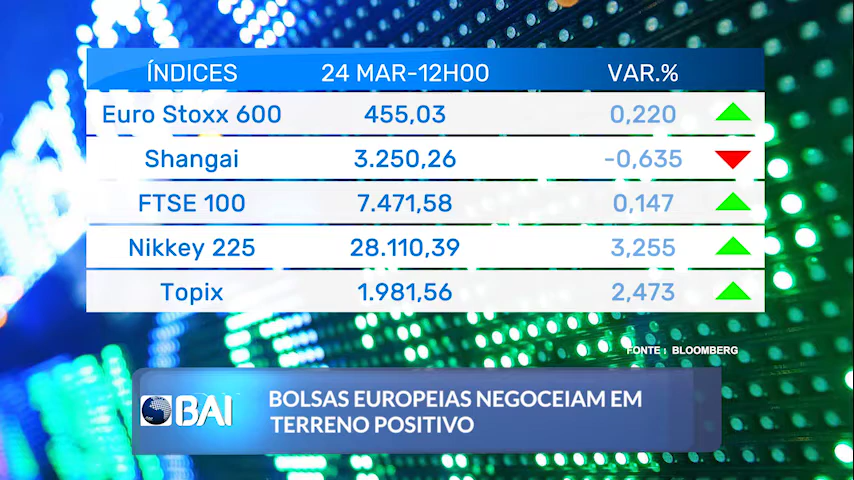 ÍNDICES 24 MAR-12H00 VAR.%
Euro Stoxx 600 455,03 0,220
Shangai 3.250,26 -0,635
FTSE 100 7.471,58 0,147
Nikkey 225 28.110,39 3,255
Topix 1.981,56 2,473
FONTE : BLOOMBERG
BAI
BOLSAS EUROPEIAS NEGOCEIAM EM
TERRENO POSITIVO